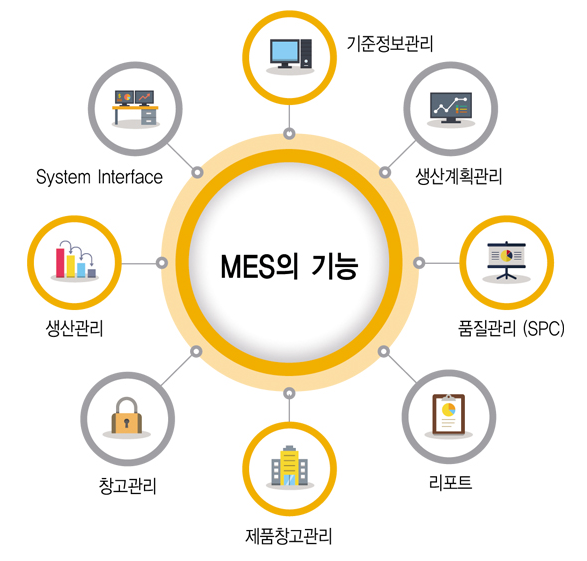 기준정보관리
System Interface
생산계획관리
MES의 기능
생산관리
품질관리 (SPC)
창고관리
리포트
제품창고관리